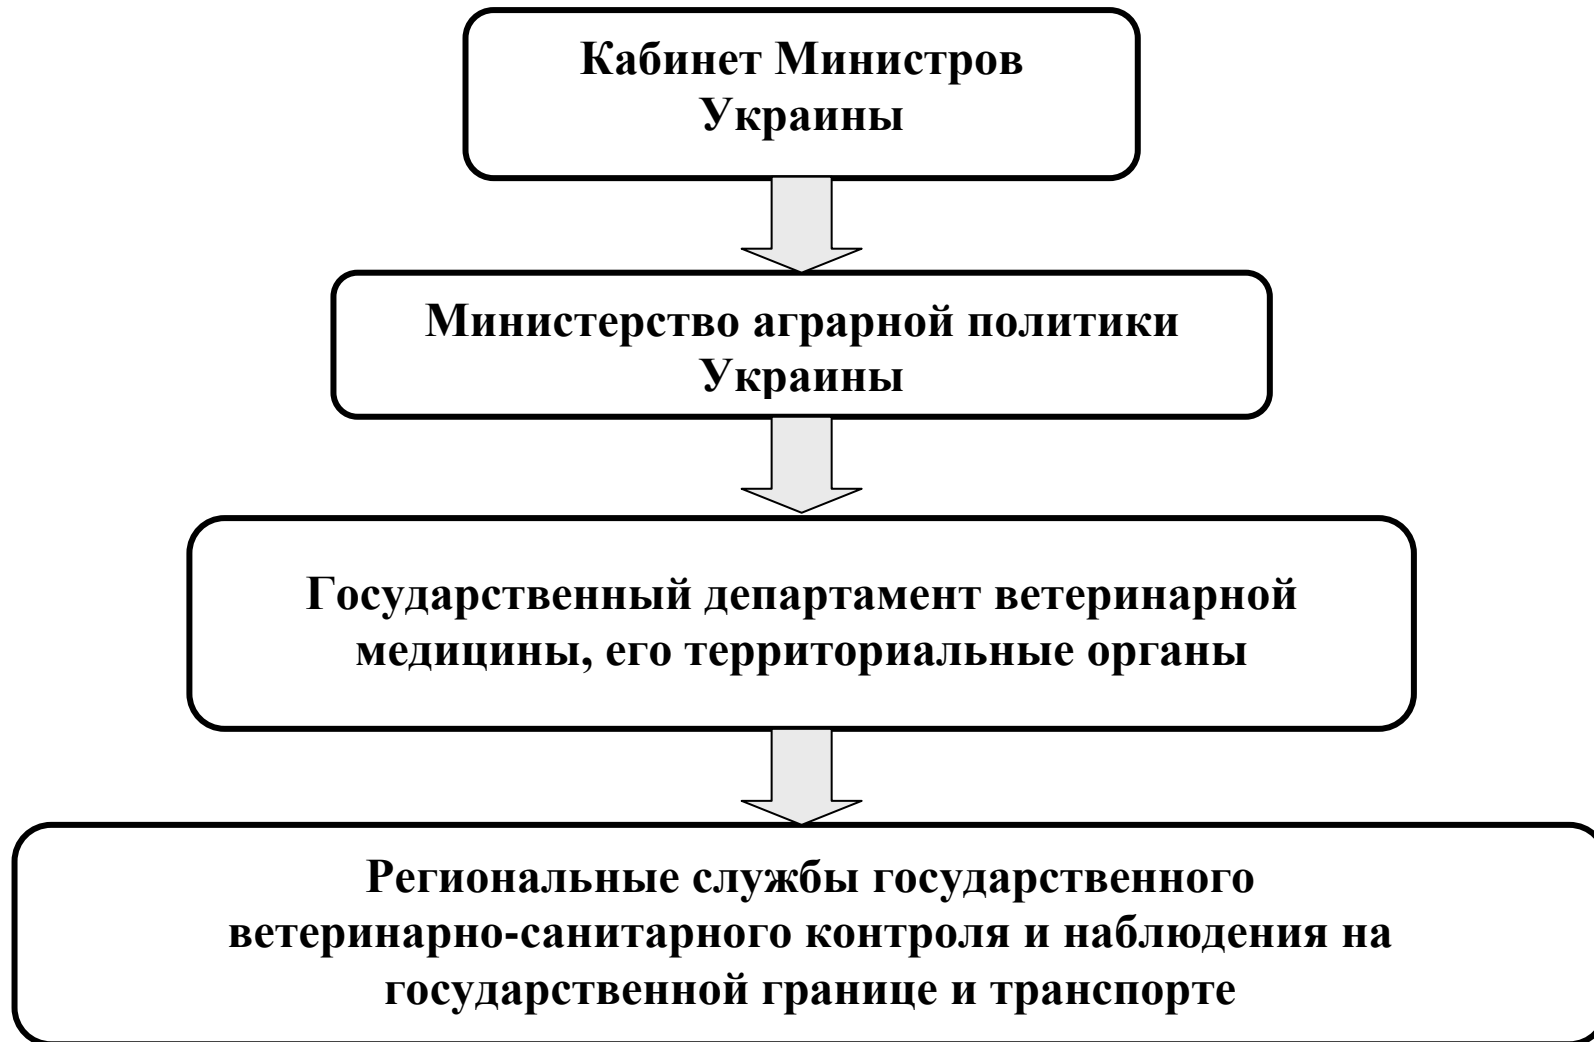 Кабинет Министров
Украины
Министерство аграрной политики
Украины
Государственный департамент ветеринарной
медицины, его территориальные органы
Региональные службы государственного
ветеринарно-санитарного контроля и наблюдения на
государственной границе и транспорте